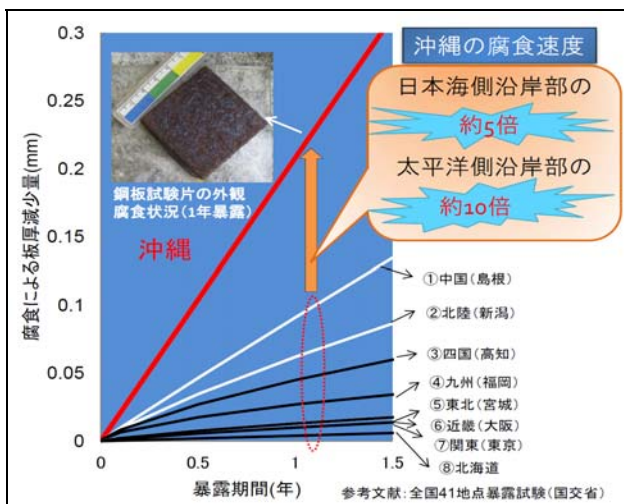 沖縄の腐食速度
日本海側沿岸部の
約5倍
太平洋側沿岸部の
約10倍
鋼板試験片の外観
腐食状況(1年暴露)
沖縄
腐食による板厚減少量(mm)
0.3
0.25
0.2
0.15
0.1
0.05
0
0
0.5
1
1.5
暴露期間(年)
①中国(島根)
②北陸(新潟)
③四国(高知)
④九州(福岡)
⑤東北(宮城)
⑥近畿(大阪)
⑦関東(東京)
⑧北海道
参考文献:全国41地点暴露試験(国交省)